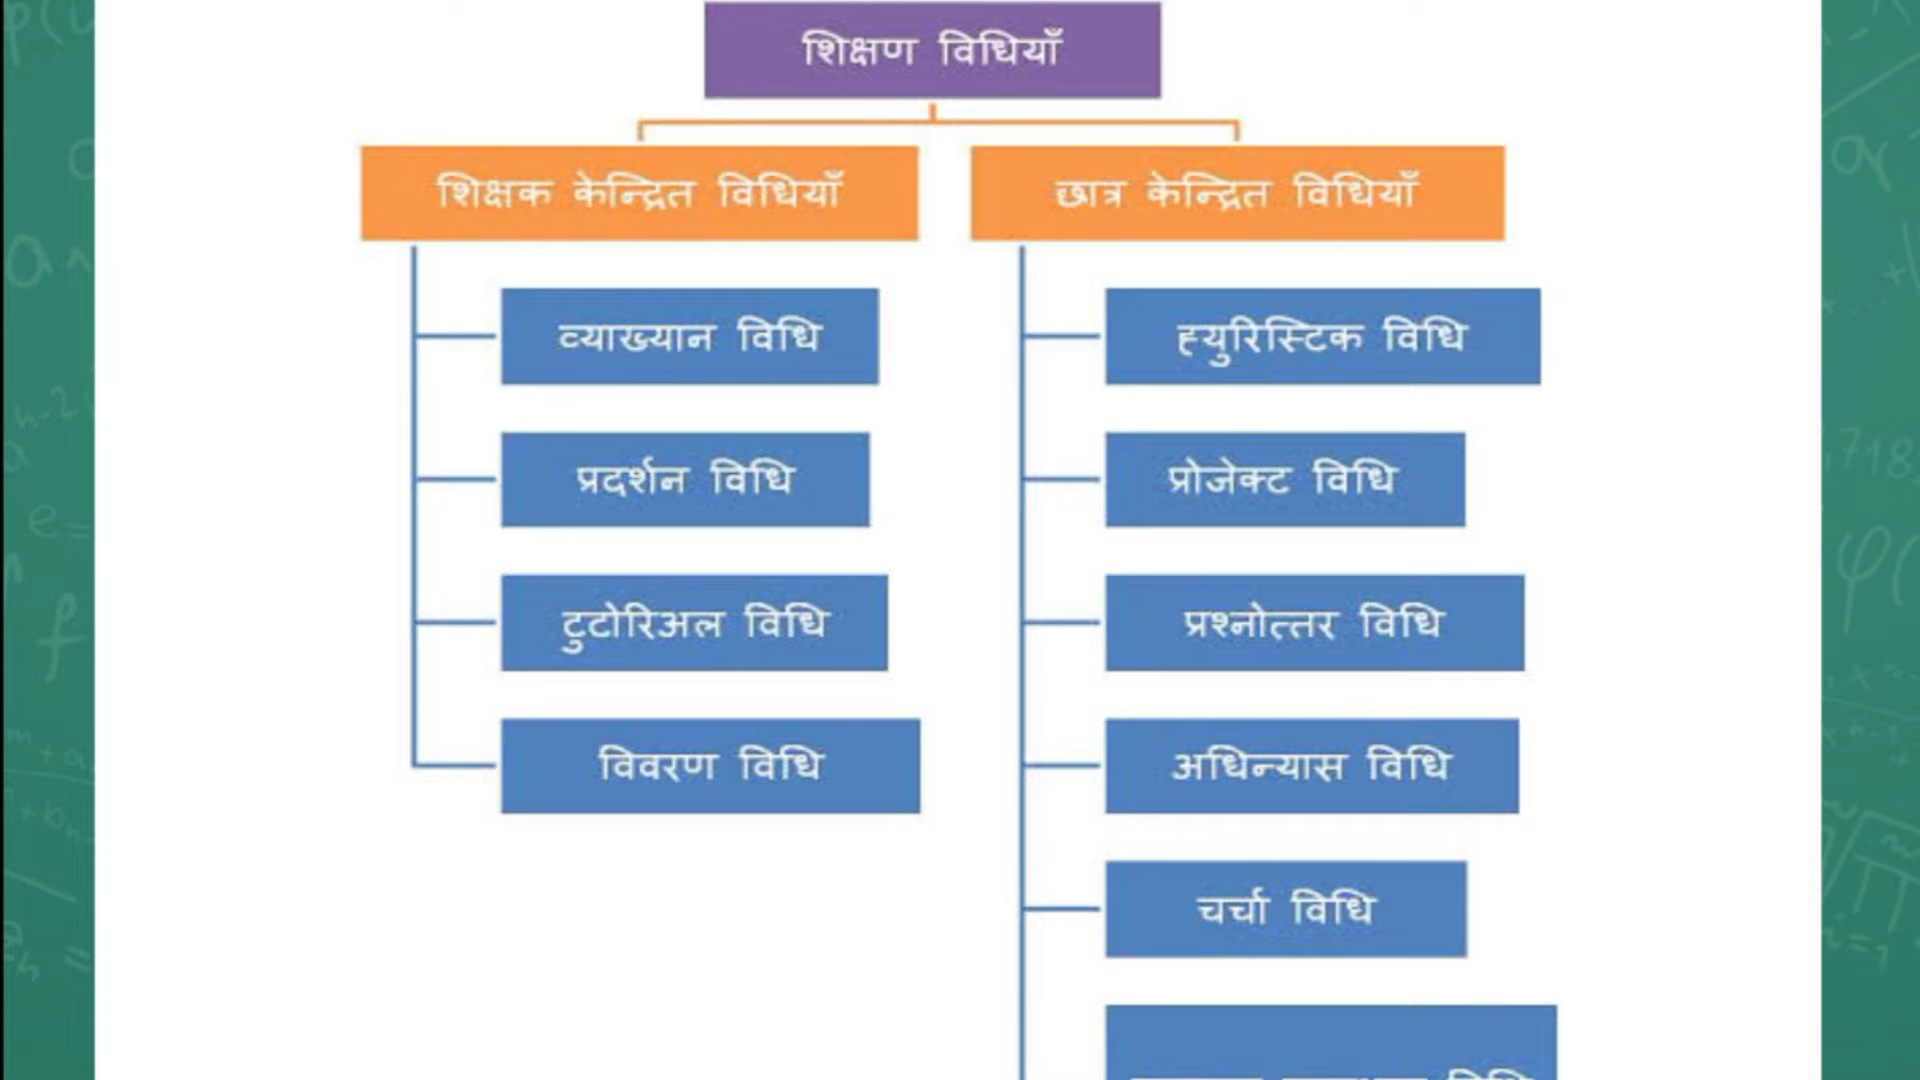 शिक्षण विधियाँ
शिक्षक केन्द्रित विधियाँ
व्याख्यान विधि
प्रदर्शन विधि
टुटोरिअल विधि
विवरण विधि
छात्र केन्द्रित विधियाँ
ह्युरिस्टिक विधि
प्रोजेक्ट विधि
प्रश्नोत्तर विधि
अधिन्यास विधि
चर्चा विधि
विधि